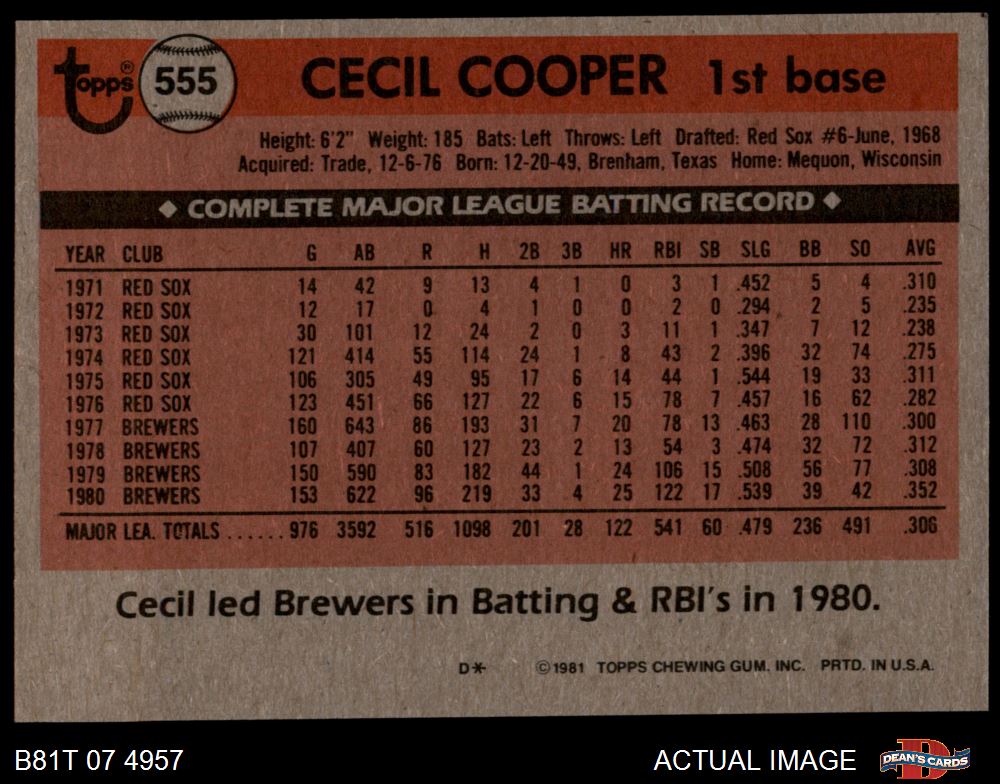 topps® 555 CECIL COOPER 1st base
Height: 6'2" Weight: 185 Bats: Left Throws: Left Drafted: Red Sox #6-June, 1968
Acquired: Trade, 12-6-76 Born: 12-20-49, Brenham, Texas Home: Mequon, Wisconsin
◆ COMPLETE MAJOR LEAGUE BATTING RECORD ◆
YEAR CLUB G AB R H 2B 3B HR RBI SB SLG BB SO AVG
1971 RED SOX 14 42 9 13 4 1 0 3 1 .452 5 4 .310
1972 RED SOX 12 17 0 4 1 0 0 2 0 .294 2 5 .235
1973 RED SOX 30 101 12 24 2 0 3 11 1 .347 7 12 .238
1974 RED SOX 121 414 55 114 24 1 8 43 2 .396 32 74 .275
1975 RED SOX 106 305 49 95 17 6 14 44 1 .544 19 33 .311
1976 RED SOX 123 451 66 127 22 6 15 78 7 .457 16 62 .282
1977 BREWERS 160 643 86 193 31 7 20 78 13 .463 28 110 .300
1978 BREWERS 107 407 60 127 23 2 13 54 3 .474 32 72 .312
1979 BREWERS 150 590 83 182 44 1 24 106 15 .508 56 77 .308
1980 BREWERS 153 622 96 219 33 4 25 122 17 .539 39 42 .352
MAJOR LEA. TOTALS ...... 976 3592 516 1098 201 28 122 541 60 .479 236 491 .306
Cecil led Brewers in Batting & RBI's in 1980.
D* ©1981 TOPPS CHEWING GUM, INC. PRTD. IN U.S.A.
B81T 07 4957 ACTUAL IMAGE D DEAN'S CARDS